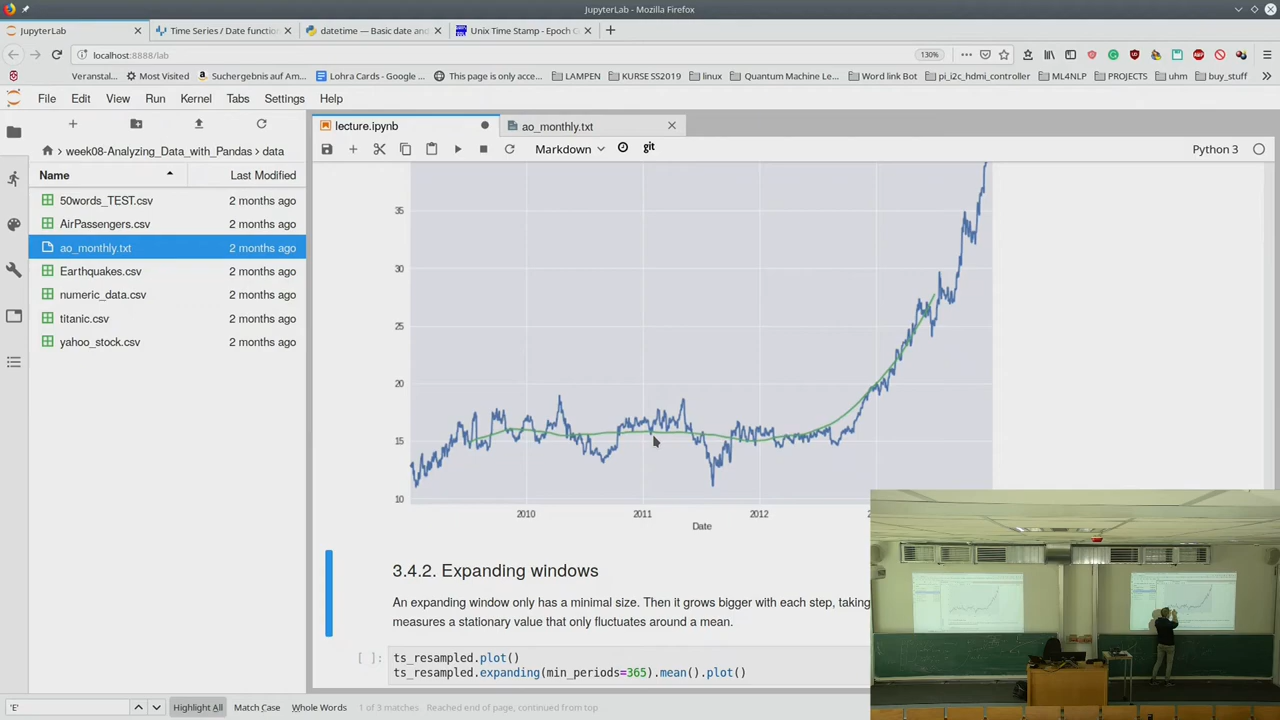 JupyterLab - Mozilla Firefox
JupyterLab
Time Series / Date functio
datetime — Basic date and
Unix Time Stamp - Epoch C
localhost:8888/lab
130%
Veranstal...
Most Visited
Suchergebnis auf Am...
Lohra Cards - Google ...
This page is only acce...
LAMPEN
KURSE SS2019
linux
Quantum Machine Le...
Word link Bot
pi_i2c_hdmi_controller
ML4NLP
PROJECTS
uhm
buy_stuff
File
Edit
View
Run
Kernel
Tabs
Settings
Help
lecture.ipynb
ao_monthly.txt
Markdown
git
Python 3
week08-Analyzing_Data_with_Pandas > data
Name
Last Modified
50words_TEST.csv 2 months ago
AirPassengers.csv 2 months ago
ao_monthly.txt 2 months ago
Earthquakes.csv 2 months ago
numeric_data.csv 2 months ago
titanic.csv 2 months ago
yahoo_stock.csv 2 months ago
35
30
25
20
15
10
2010
2011
2012
Date
3.4.2. Expanding windows
An expanding window only has a minimal size. Then it grows bigger with each step, taking
measures a stationary value that only fluctuates around a mean.
[ ]:
ts_resampled.plot()
ts_resampled.expanding(min_periods=365).mean().plot()
'E'
Highlight All
Match Case
Whole Words
1 of 3 matches
Reached end of page, continued from top